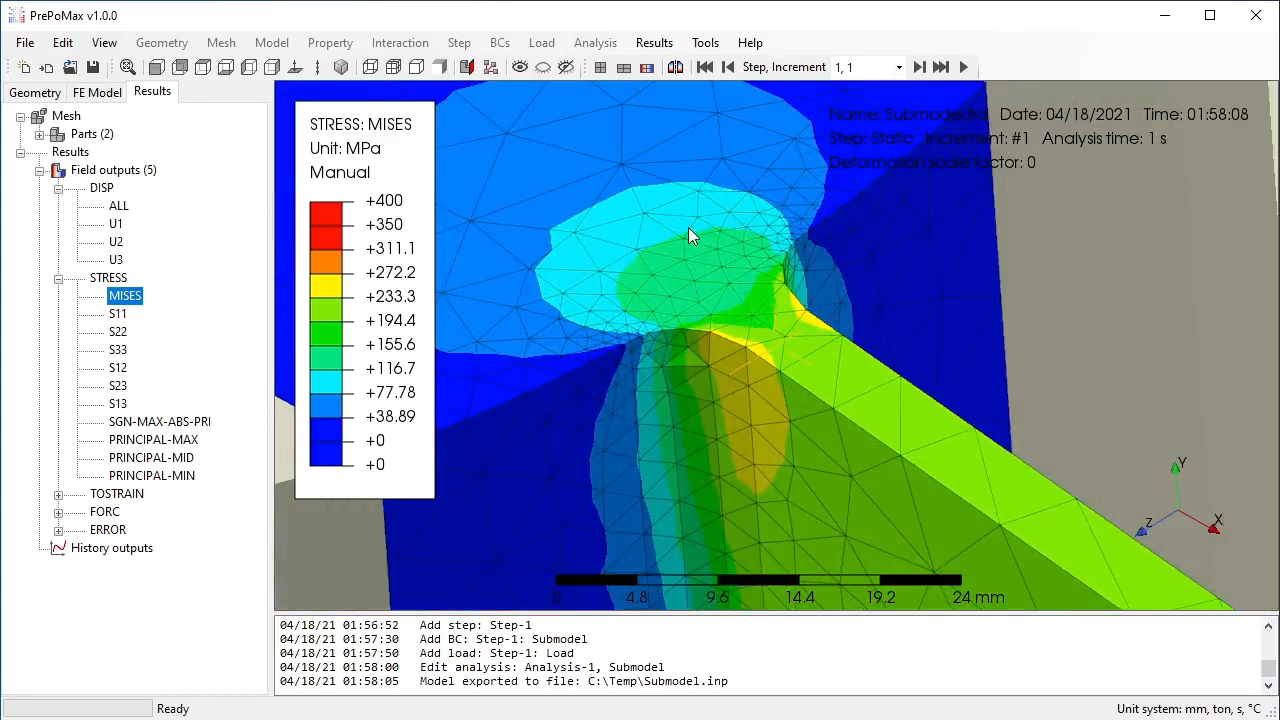 PrePoMax v1.0.0
File Edit View Geometry Mesh Model Property Interaction Step BCs Load Analysis Results Tools Help
Step, Increment 1, 1
Geometry FE Model Results
Mesh
Parts (2)
Results
Field outputs (5)
DISP
ALL
U1
U2
U3
STRESS
MISES
S11
S22
S33
S12
S23
S13
SGN-MAX-ABS-PRI
PRINCIPAL-MAX
PRINCIPAL-MID
PRINCIPAL-MIN
TOSTRAIN
FORC
ERROR
History outputs
STRESS: MISES
Unit: MPa
Manual
+400
+350
+311.1
+272.2
+233.3
+194.4
+155.6
+116.7
+77.78
+38.89
+0
+0
Name: Submodel.frd Date: 04/18/2021 Time: 01:58:08
Step: Static Increment: #1 Analysis time: 1 s
Deformation scale factor: 0
Y
X
Z
0 4.8 9.6 14.4 19.2 24 mm
04/18/21 01:56:52 Add step: Step-1
04/18/21 01:57:30 Add BC: Step-1: Submodel
04/18/21 01:57:50 Add load: Step-1: Load
04/18/21 01:58:00 Edit analysis: Analysis-1, Submodel
04/18/21 01:58:05 Model exported to file: C:\Temp\Submodel.inp
Ready
Unit system: mm, ton, s, °C